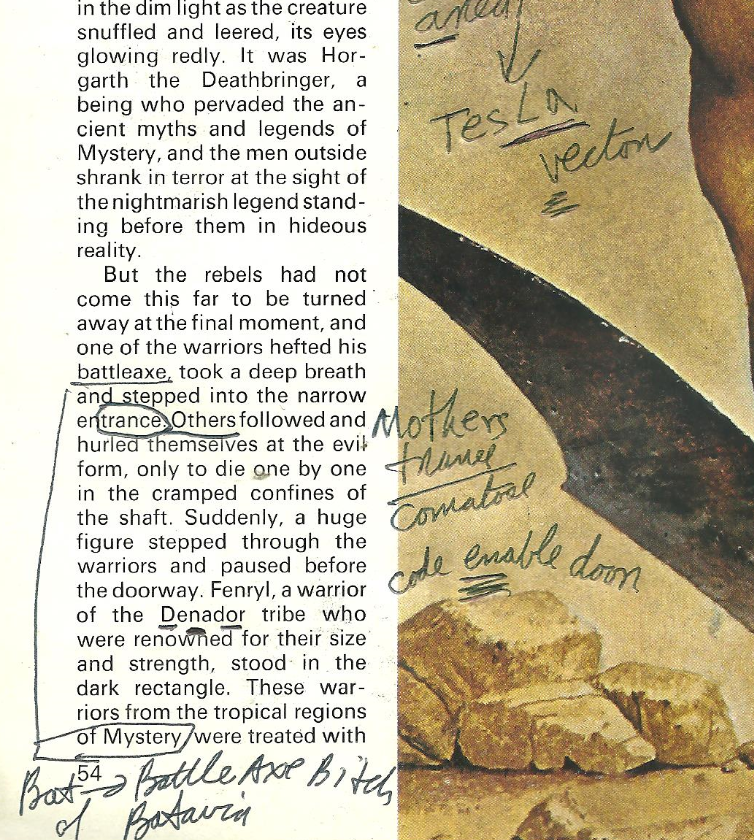 in the dim light as the creature
snuffled and leered, its eyes
glowing redly. It was Hor-
garth the Deathbringer, a
being who pervaded the an-
cient myths and legends of
Mystery, and the men outside
shrank in terror at the sight of
the nightmarish legend stand-
ing before them in hideous
reality.
But the rebels had not
come this far to be turned
away at the final moment, and
one of the warriors hefted his
battleaxe, took a deep breath
and stepped into the narrow
entrance. Others followed and
hurled themselves at the evil
form, only to die one by one
in the cramped confines of
the shaft. Suddenly, a huge
figure stepped through the
warriors and paused before
the doorway. Fenryl, a warrior
of the Denador tribe who
were renowned for their size
and strength, stood in the
dark rectangle. These war-
riors from the tropical regions
of Mystery were treated with
54
Bat → Battle Axe Bitch
of Batavia
TesLa
vector
Mothers
comatose
code enable door